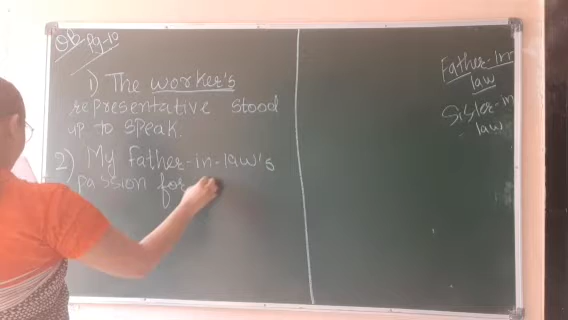 pg-10
1) The worker's
representative stood
up to speak.
2) My father-in-law's
passion for
Father-in-
law
Sister-in-
law